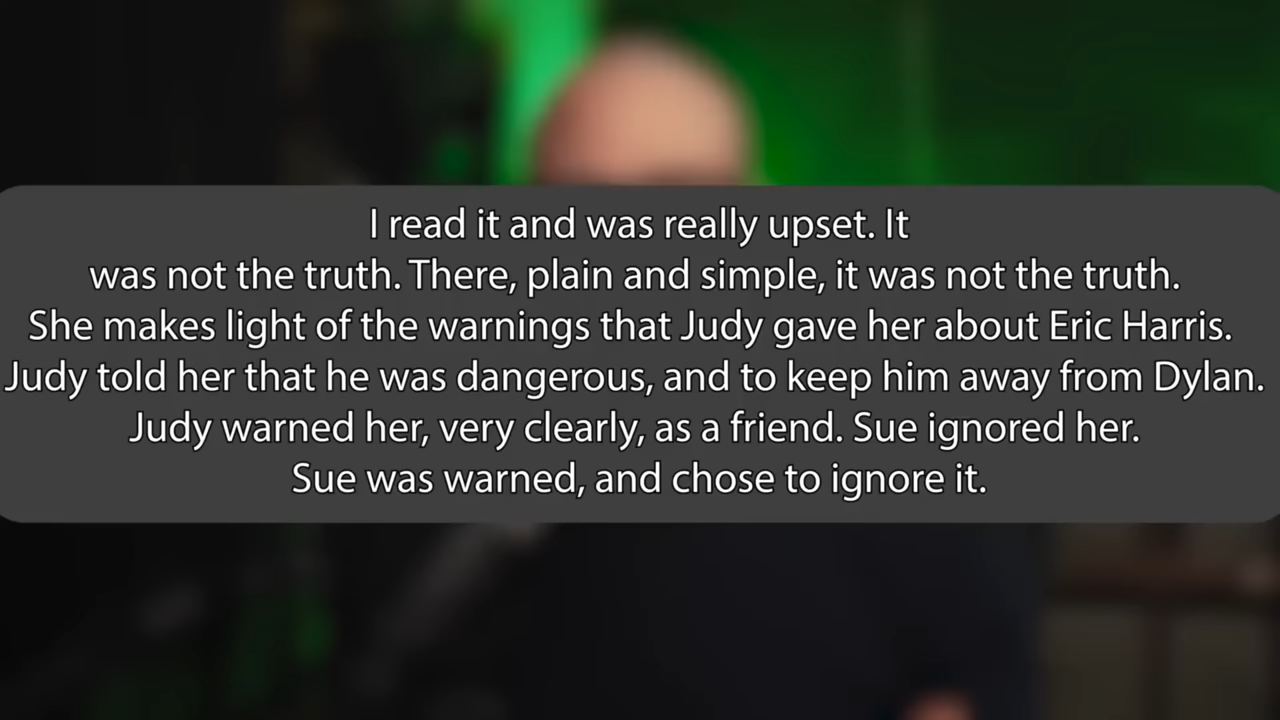 I read it and was really upset. It
was not the truth. There, plain and simple, it was not the truth.
She makes light of the warnings that Judy gave her about Eric Harris.
Judy told her that he was dangerous, and to keep him away from Dylan.
Judy warned her, very clearly, as a friend. Sue ignored her.
Sue was warned, and chose to ignore it.